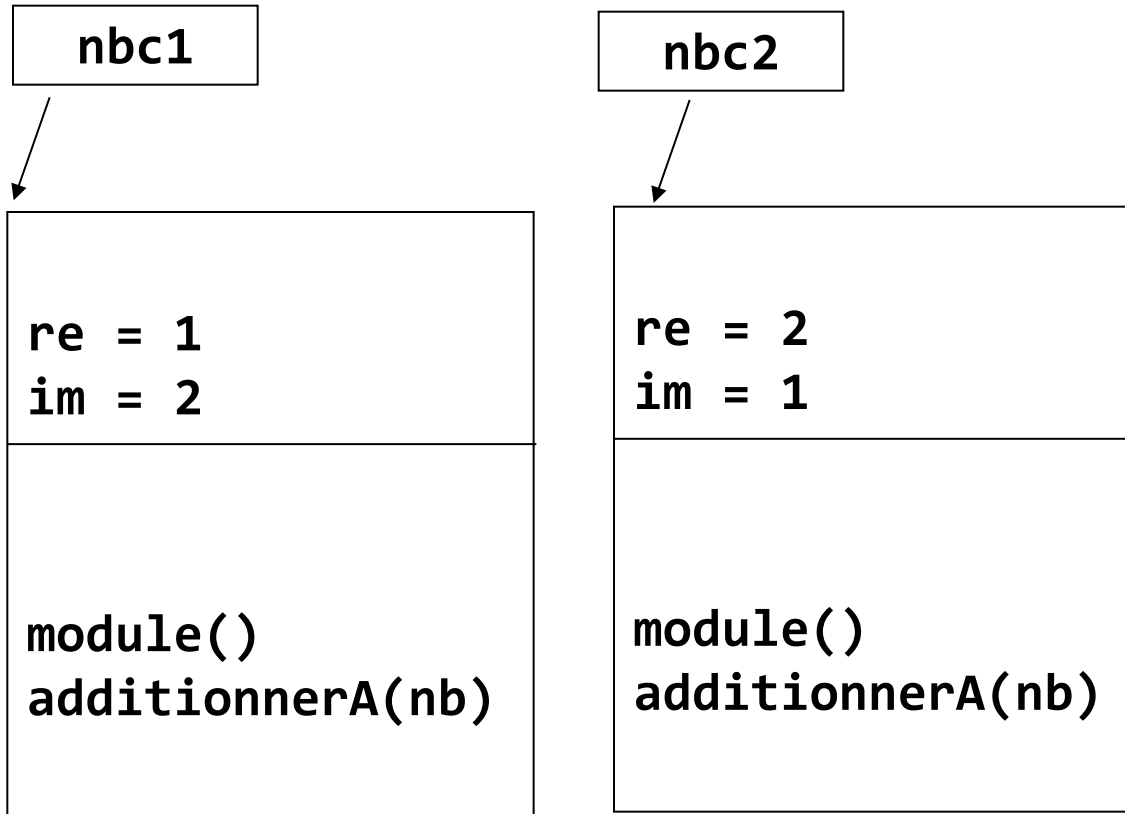 nbc1
re = 1
im = 2
module()
additionnerA(nb)
nbc2
re = 2
im = 1
module()
additionnerA(nb)